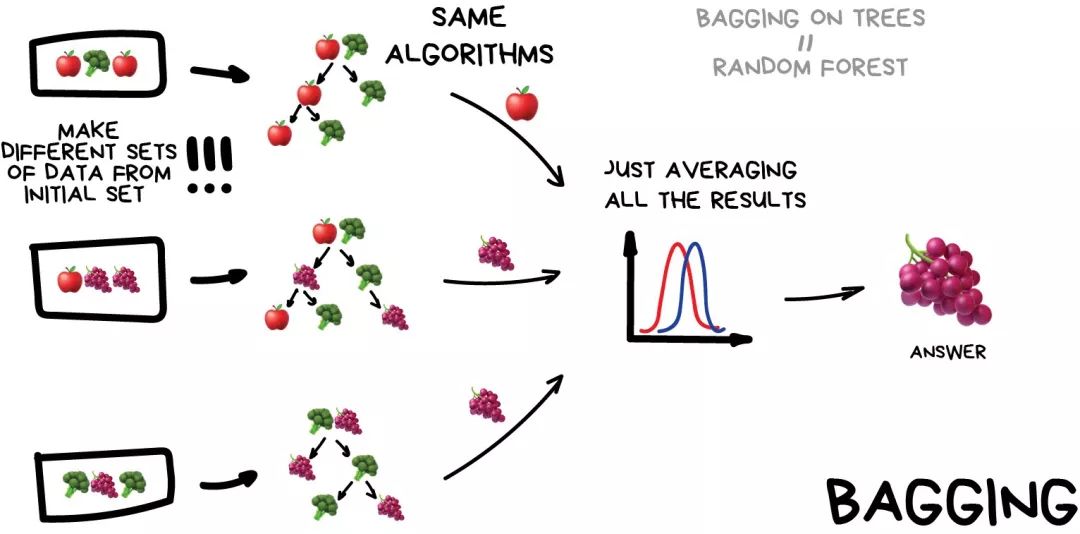 SAME
ALGORITHMS
BAGGING ON TREES
=
RANDOM FOREST
MAKE
DIFFERENT SETS
OF DATA FROM
INITIAL SET
!!!
JUST AVERAGING
ALL THE RESULTS
ANSWER
BAGGING